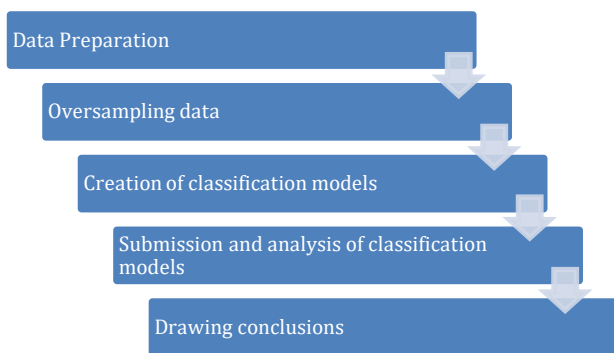 Data Preparation
Oversampling data
Creation of classification models
Submission and analysis of classification
models
Drawing conclusions